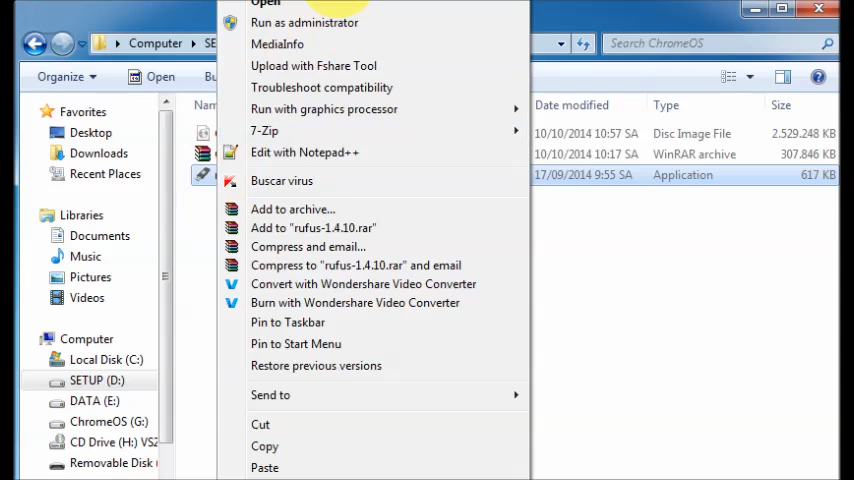 Open
Run as administrator
MediaInfo
Computer
SE
Search ChromeOS
Upload with Fshare Tool
Organize
Open
Bu
Troubleshoot compatibility
Favorites
Nam
Run with graphics processor
Date modified
Type
Size
Desktop
7-Zip
10/10/2014 10:57 SA
Disc Image File
2.529.248 KB
Downloads
Edit with Notepad++
10/10/2014 10:17 SA
WinRAR archive
307.846 KB
Recent Places
Buscar virus
17/09/2014 9:55 SA
Application
617 KB
Libraries
Add to archive...
Documents
Add to "rufus-1.4.10.rar"
Music
Compress and email...
Pictures
Compress to "rufus-1.4.10.rar" and email
Videos
Convert with Wondershare Video Converter
Burn with Wondershare Video Converter
Computer
Pin to Taskbar
Local Disk (C:)
Pin to Start Menu
SETUP (D:)
Restore previous versions
DATA (E:)
Send to
ChromeOS (G:)
Cut
CD Drive (H:) VS2
Copy
Removable Disk (
Paste